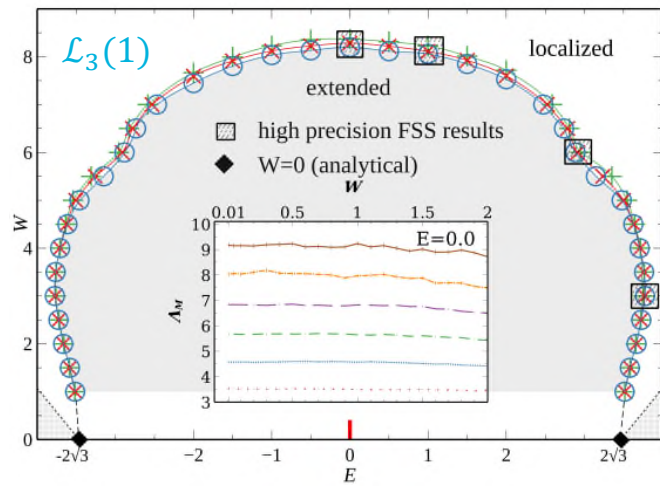 8
ℒ₃(1)
localized
extended
high precision FSS results
W=0 (analytical)
6
W
W
0.01 0.5 1 1.5 2
10
E=0.0
9
8
7
Λ_M
6
5
4
3
4
2
0
-2√3 −2 −1 0 1 2 2√3
E